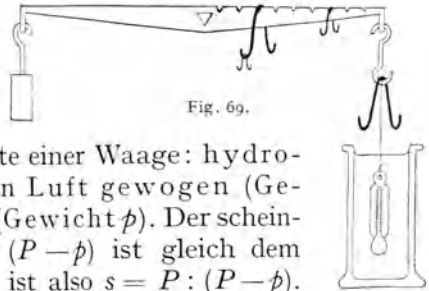 Fig. 69.
te einer Waage: hydro-
n Luft gewogen (Ge-
(Gewicht p). Der schein-
(P — p) ist gleich dem
ist also s = P : (P — p).